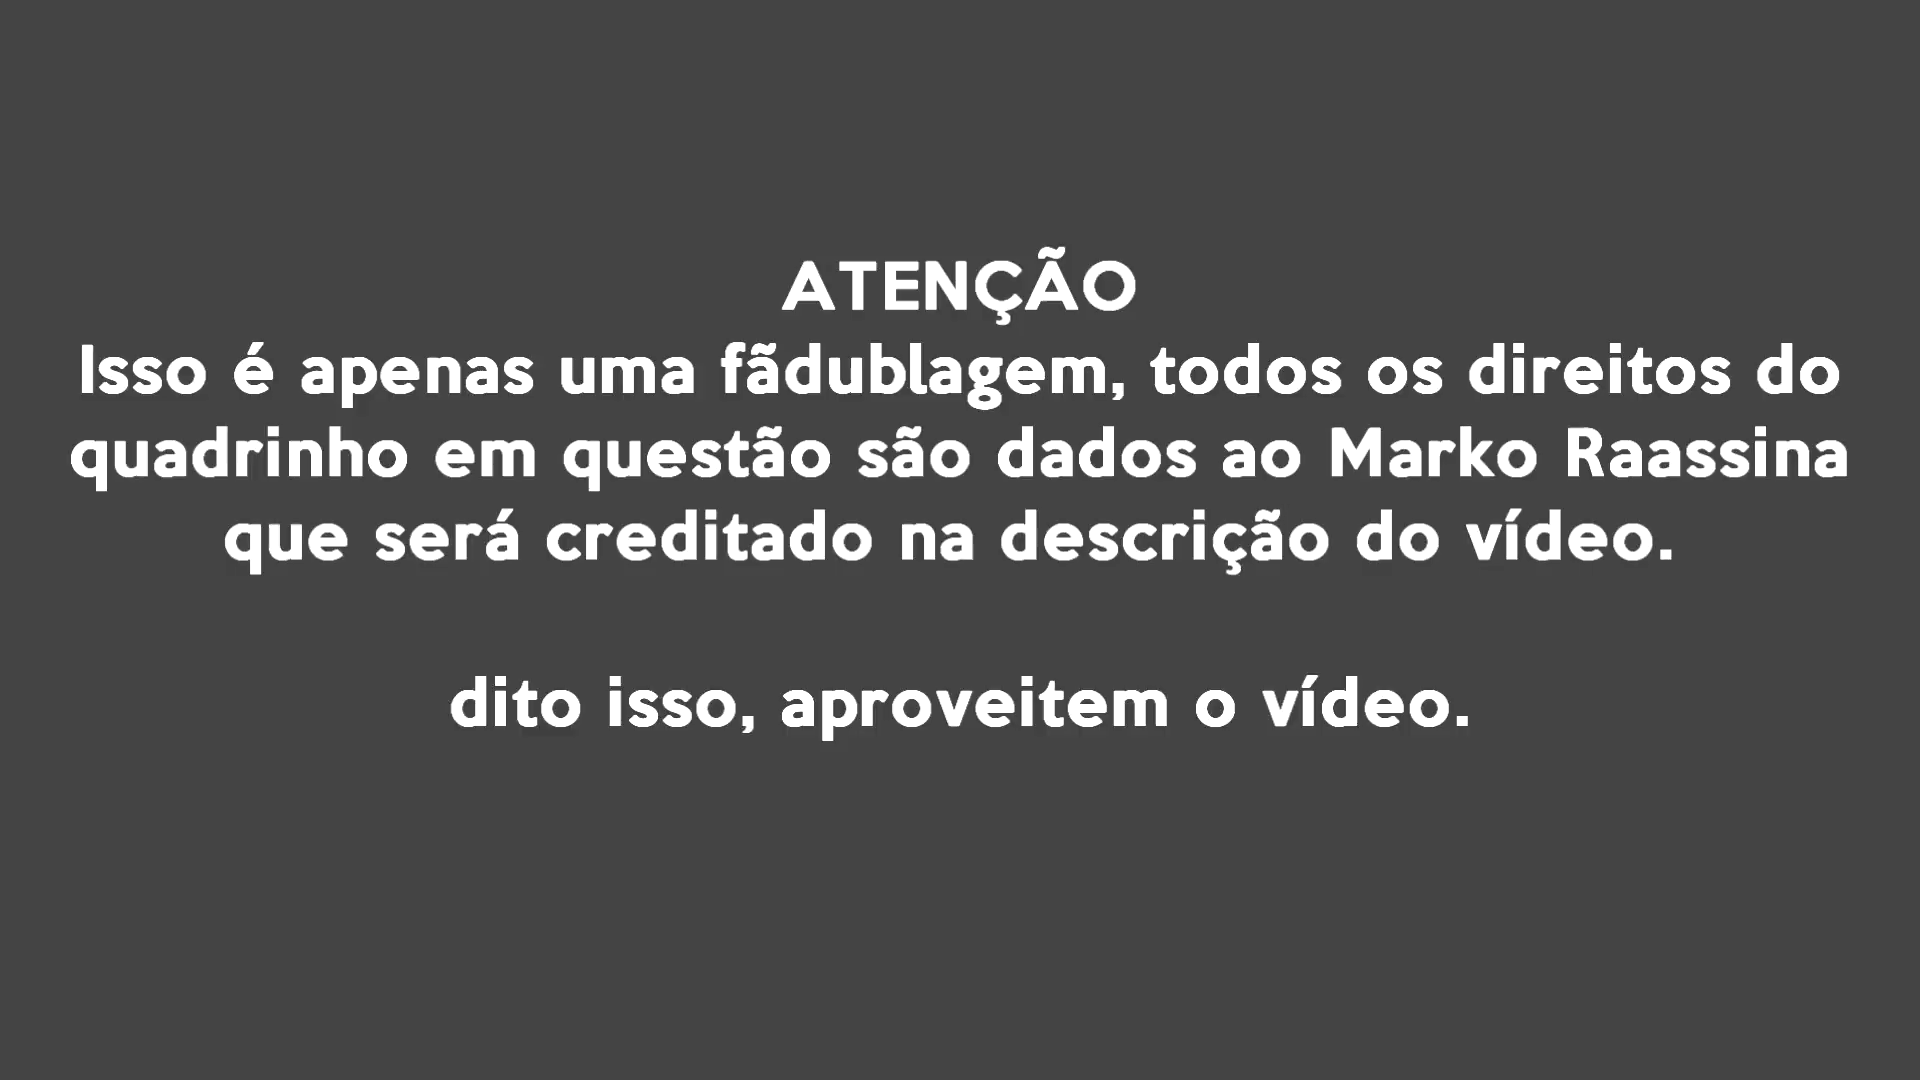 ATENÇÃO
Isso é apenas uma fãdublagem, todos os direitos do
quadrinho em questão são dados ao Marko Raassina
que será creditado na descrição do vídeo.
dito isso, aproveitem o vídeo.